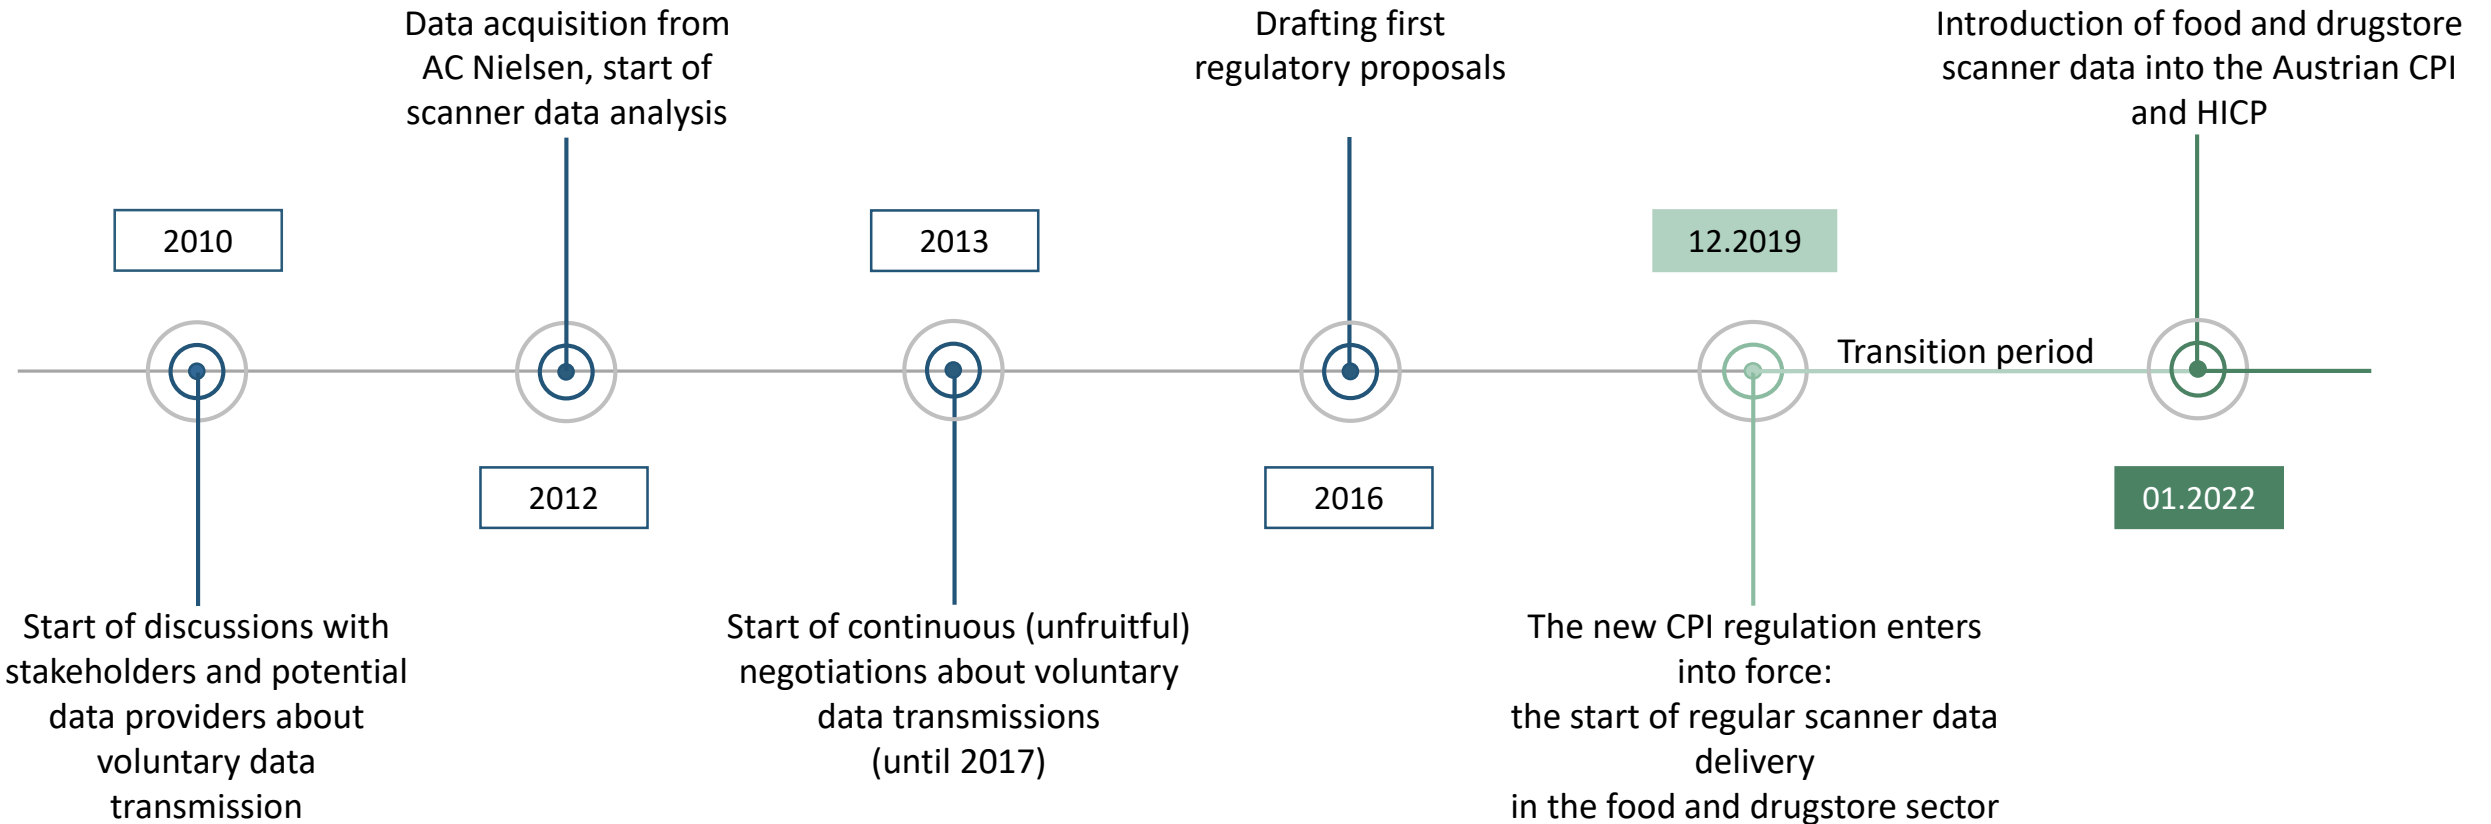 Data acquisition from
AC Nielsen, start of
scanner data analysis
Drafting first
regulatory proposals
Introduction of food and drugstore
scanner data into the Austrian CPI
and HICP
2010
2013
12.2019
Transition period
2012
2016
01.2022
Start of discussions with
stakeholders and potential
data providers about
voluntary data
transmission
Start of continuous (unfruitful)
negotiations about voluntary
data transmissions
(until 2017)
The new CPI regulation enters
into force:
the start of regular scanner data
delivery
in the food and drugstore sector